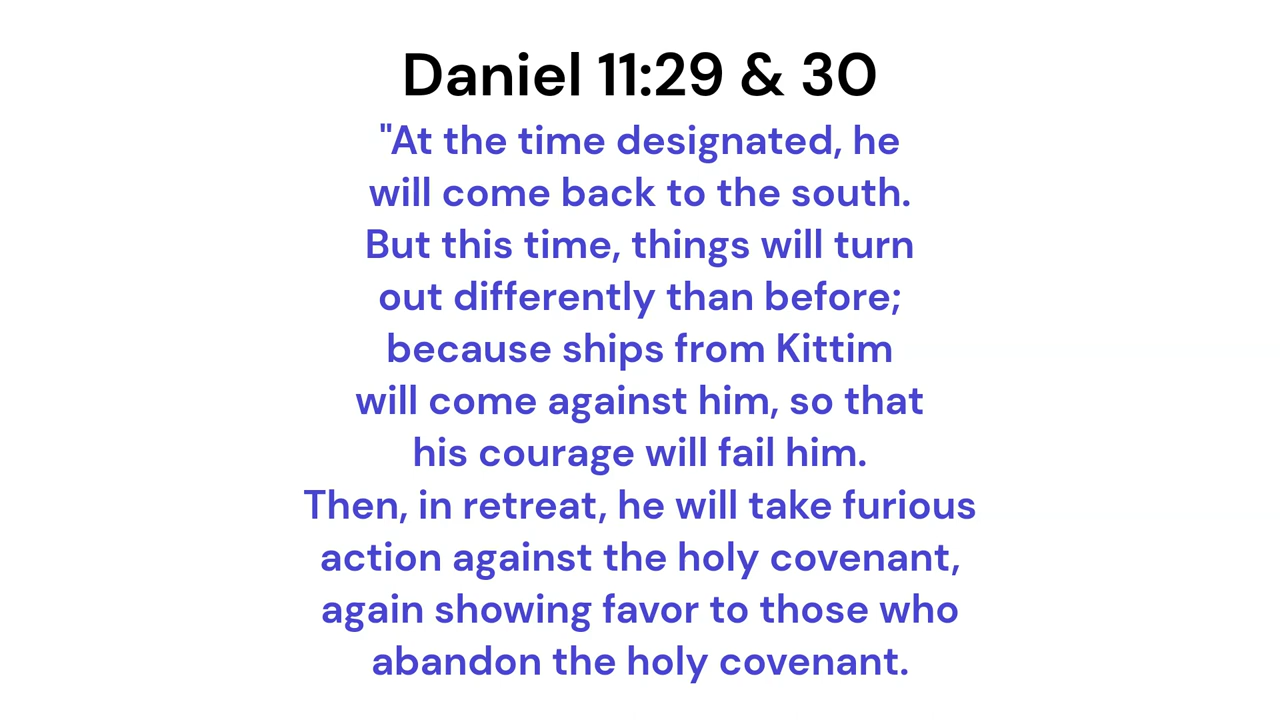 Daniel 11:29 & 30
"At the time designated, he
will come back to the south.
But this time, things will turn
out differently than before;
because ships from Kittim
will come against him, so that
his courage will fail him.
Then, in retreat, he will take furious
action against the holy covenant,
again showing favor to those who
abandon the holy covenant.